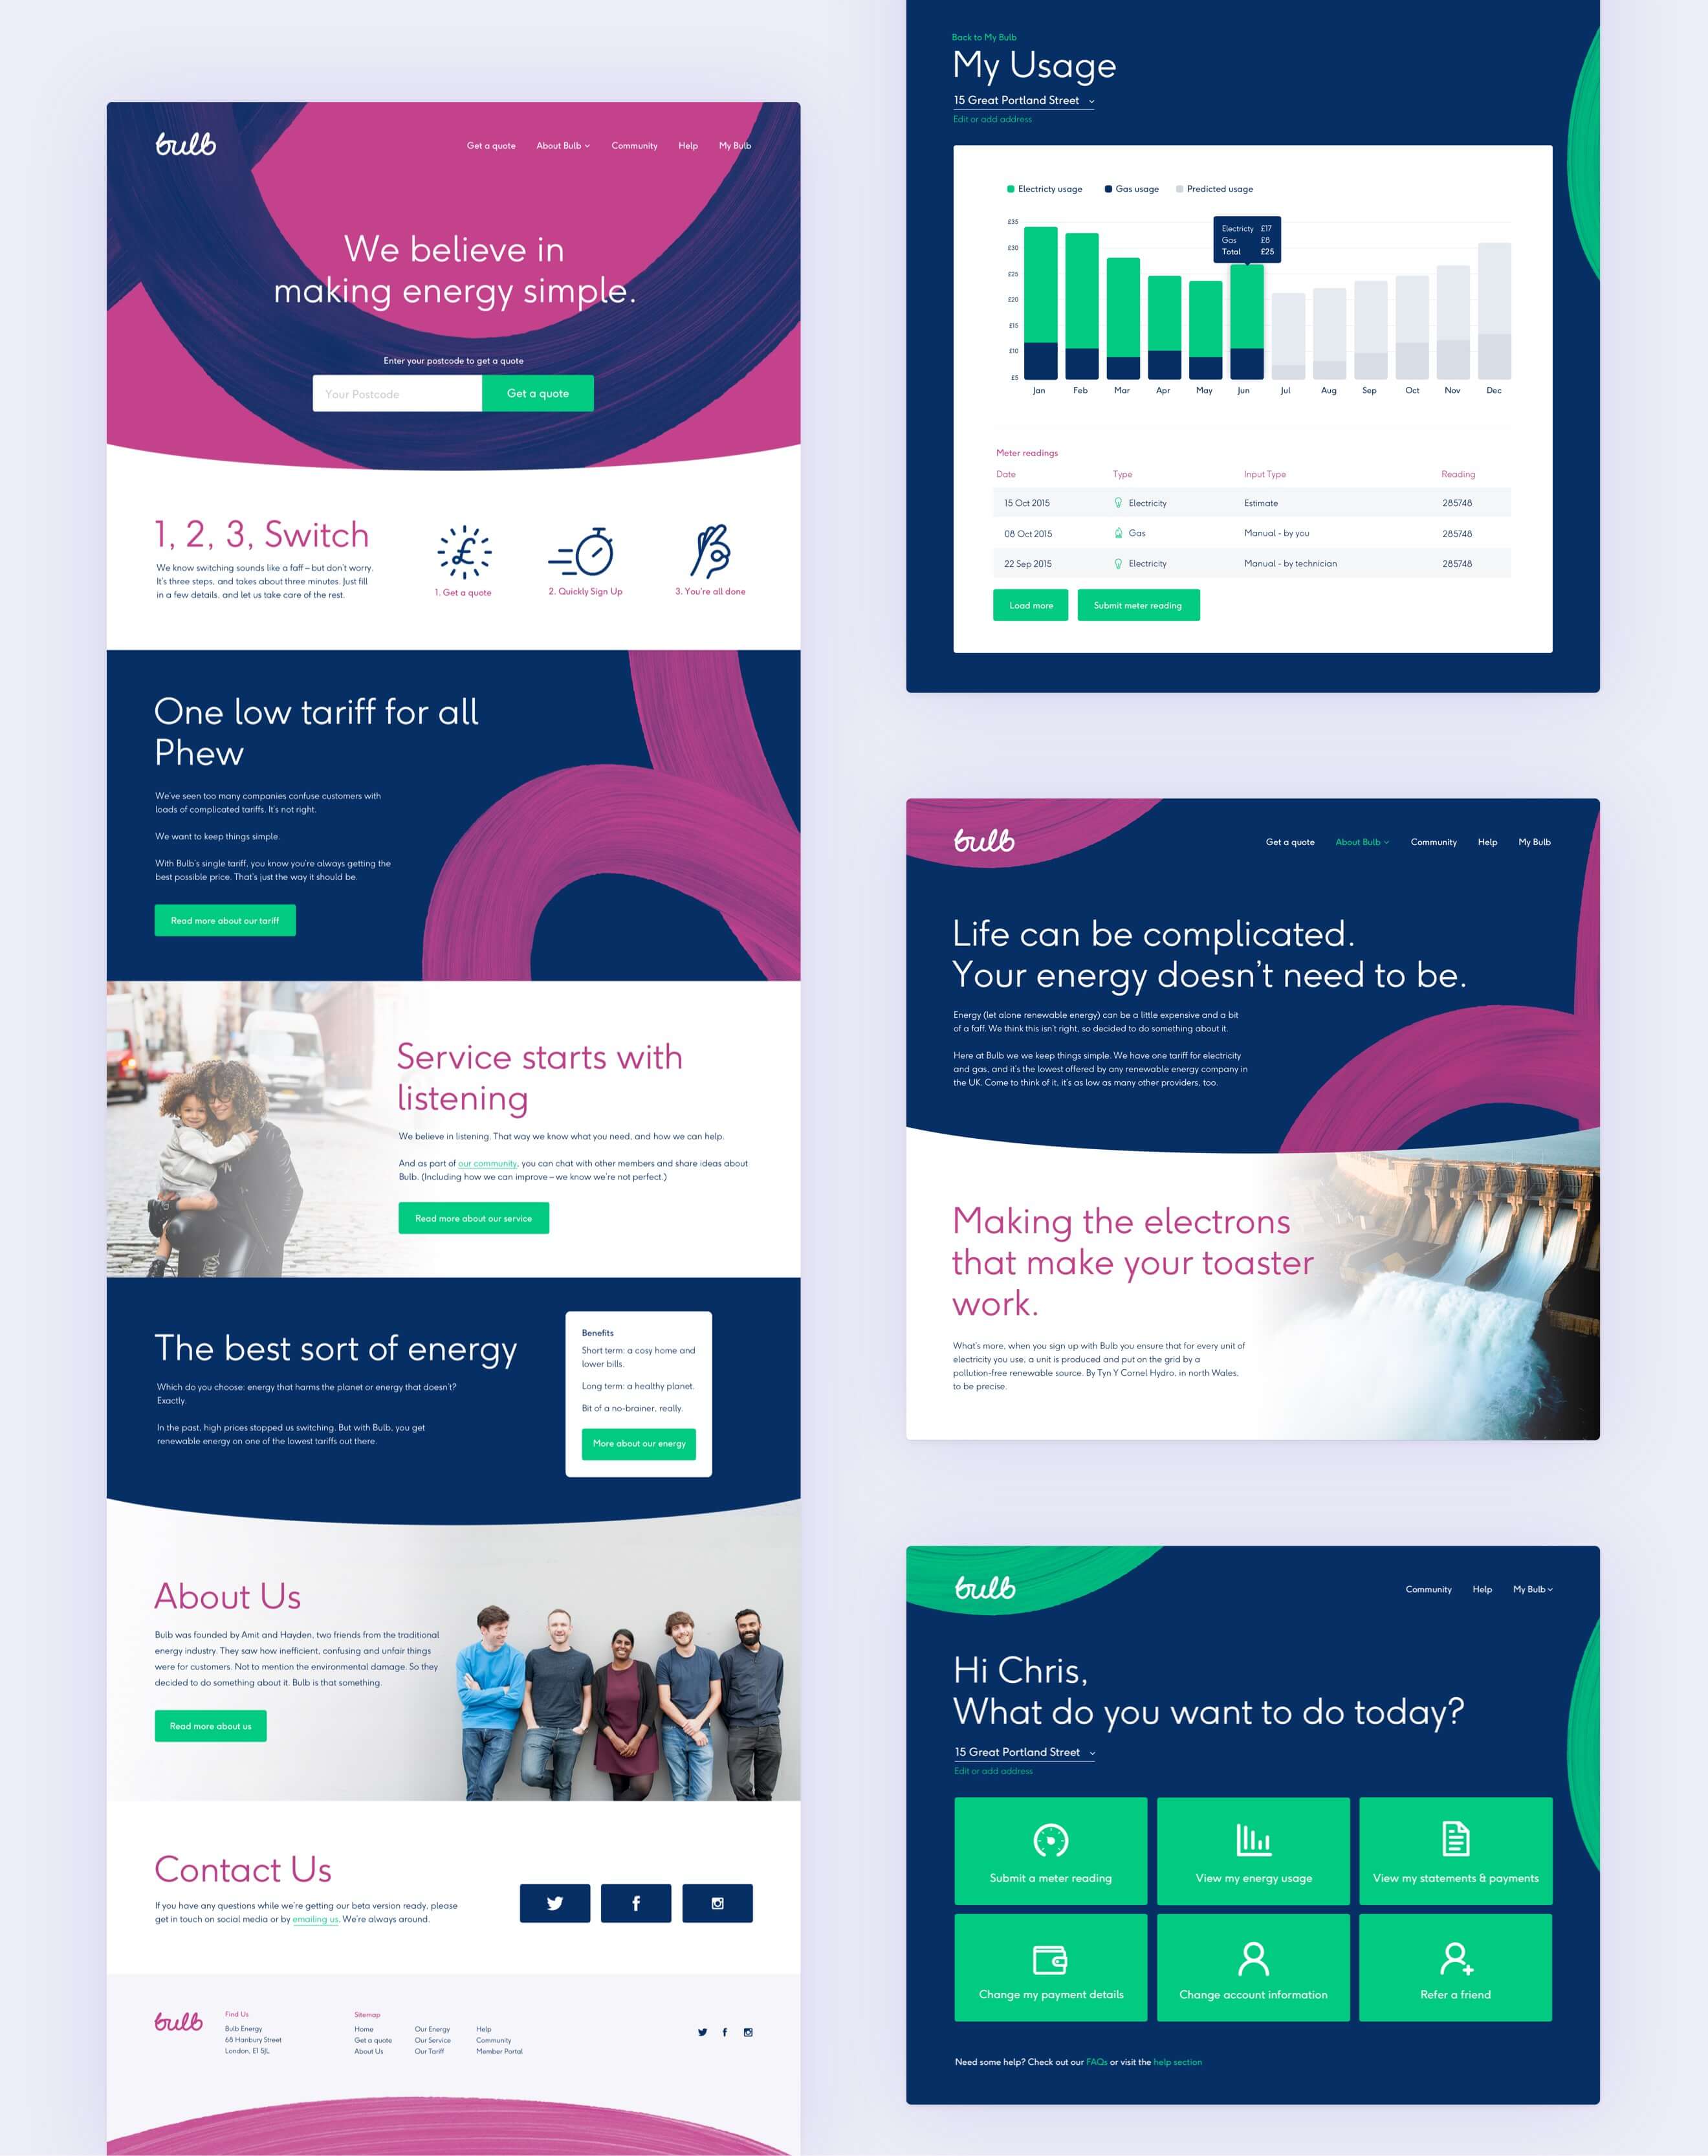 bulb
Get a quote
About Bulb
Community
Help
My Bulb
We believe in
making energy simple.
Enter your postcode to get a quote
Your Postcode
Get a quote
1, 2, 3, Switch
We know switching sounds like a faff – but don't worry.
It's three steps, and takes about three minutes. Just fill
in a few details, and let us take care of the rest.
1. Get a quote
2. Quickly Sign Up
3. You're all done
One low tariff for all
Phew
We've seen too many companies confuse customers with
loads of complicated tariffs. It's not right.
We want to keep things simple.
With Bulb's single tariff, you know you're always getting the
best possible price. That's just the way it should be.
Read more about our tariff
Service starts with
listening
We believe in listening. That way we know what you need, and how we can help.
And as part of our community, you can chat with other members and share ideas about
Bulb. (Including how we can improve – we know we're not perfect.)
Read more about our service
The best sort of energy
Which do you choose: energy that harms the planet or energy that doesn't?
Exactly.
In the past, high prices stopped us switching. But with Bulb, you get
renewable energy on one of the lowest tariffs out there.
Benefits
Short term: a cosy home and
lower bills.
Long term: a healthy planet.
Bit of a no-brainer, really.
More about our energy
About Us
Bulb was founded by Amit and Hayden, two friends from the traditional
energy industry. They saw how inefficient, confusing and unfair things
were for customers. Not to mention the environmental damage. So they
decided to do something about it. Bulb is that something.
Read more about us
Contact Us
If you have any questions while we're getting our beta version ready, please
get in touch on social media or by emailing us. We're always around.
bulb
Find Us
Bulb Energy
68 Hanbury Street
London, E1 5JL
Sitemap
Home
Get a quote
About Us
Our Energy
Our Service
Our Tariff
Help
Community
Member Portal
Back to My Bulb
My Usage
15 Great Portland Street
Edit or add address
Electricty usage
Gas usage
Predicted usage
£35
£30
£25
£20
£15
£10
£5
Electricty £17
Gas £8
Total £25
Jan
Feb
Mar
Apr
May
Jun
Jul
Aug
Sep
Oct
Nov
Dec
Meter readings
Date Type Input Type Reading
15 Oct 2015 Electricity Estimate 285748
08 Oct 2015 Gas Manual - by you 285748
22 Sep 2015 Electricity Manual - by technician 285748
Load more
Submit meter reading
bulb
Get a quote
About Bulb
Community
Help
My Bulb
Life can be complicated.
Your energy doesn't need to be.
Energy (let alone renewable energy) can be a little expensive and a bit
of a faff. We think this isn't right, so decided to do something about it.
Here at Bulb we we keep things simple. We have one tariff for electricity
and gas, and it's the lowest offered by any renewable energy company in
the UK. Come to think of it, it's as low as many other providers, too.
Making the electrons
that make your toaster
work.
What's more, when you sign up with Bulb you ensure that for every unit of
electricity you use, a unit is produced and put on the grid by a
pollution-free renewable source. By Tyn Y Cornel Hydro, in north Wales,
to be precise.
bulb
Community
Help
My Bulb
Hi Chris,
What do you want to do today?
15 Great Portland Street
Edit or add address
Submit a meter reading
View my energy usage
View my statements & payments
Change my payment details
Change account information
Refer a friend
Need some help? Check out our FAQs or visit the help section